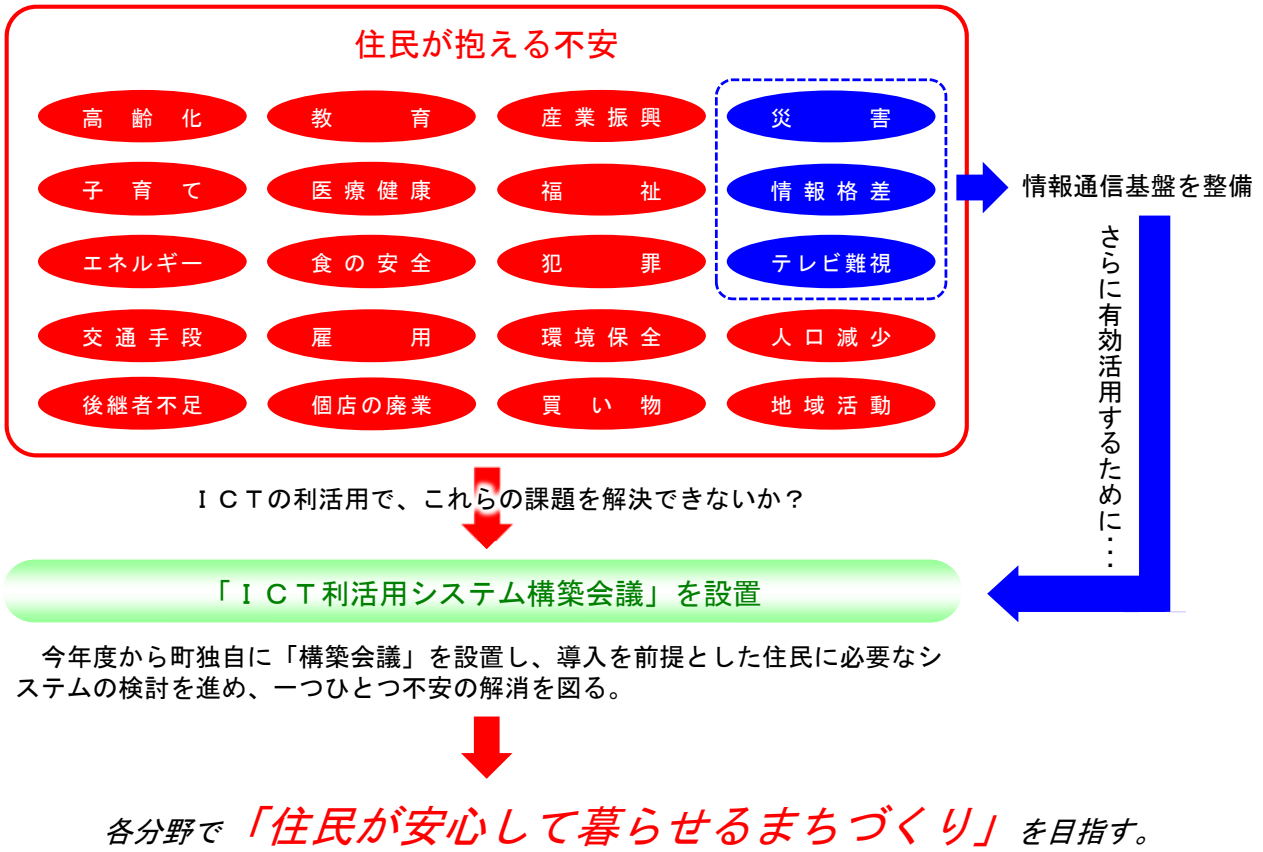 住民が抱える不安
高齢化 教育 産業振興 災害
子育て 医療健康 福祉 情報格差
エネルギー 食の安全 犯罪 テレビ難視
交通手段 雇用 環境保全 人口減少
後継者不足 個店の廃業 買い物 地域活動
情報通信基盤を整備
さらに有効活用するために・・・
ＩＣＴの利活用で、これらの課題を解決できないか？
「ＩＣＴ利活用システム構築会議」を設置
今年度から町独自に「構築会議」を設置し、導入を前提とした住民に必要なシ
ステムの検討を進め、一つひとつ不安の解消を図る。
各分野で「住民が安心して暮らせるまちづくり」を目指す。